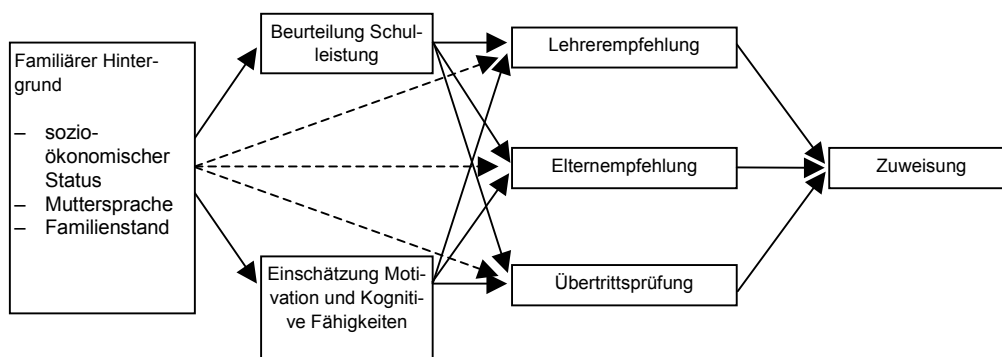 Familiärer Hinter-
grund
– sozio-
ökonomischer
Status
– Muttersprache
– Familienstand
Beurteilung Schul-
leistung
Einschätzung Moti-
vation und Kogniti-
ve Fähigkeiten
Lehrerempfehlung
Elternempfehlung
Übertrittsprüfung
Zuweisung